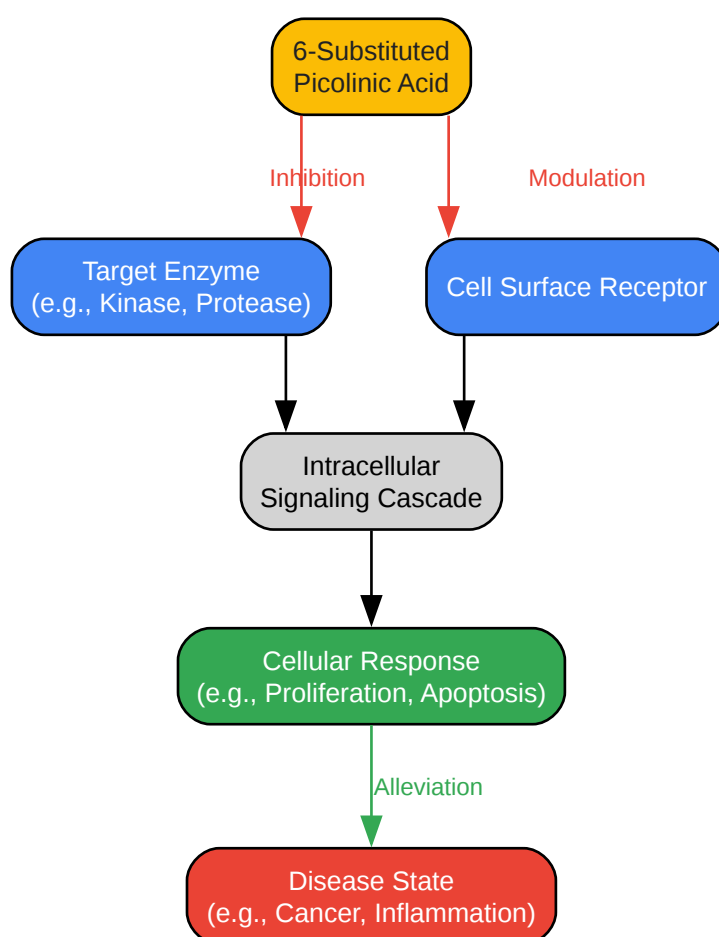 6-Substituted
Picolinic Acid
Inhibition
Modulation
Target Enzyme
(e.g., Kinase, Protease)
Cell Surface Receptor
Intracellular
Signaling Cascade
Cellular Response
(e.g., Proliferation, Apoptosis)
Alleviation
Disease State
(e.g., Cancer, Inflammation)